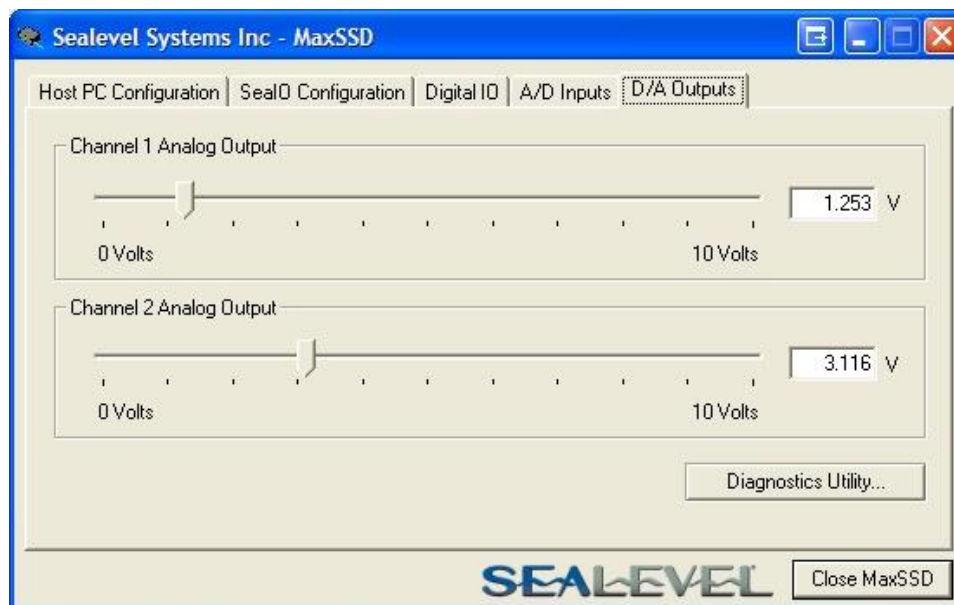 Sealevel Systems Inc - MaxSSD
Host PC Configuration SeaIO Configuration Digital IO A/D Inputs D/A Outputs
Channel 1 Analog Output
1.253 V
0 Volts 10 Volts
Channel 2 Analog Output
3.116 V
0 Volts 10 Volts
Diagnostics Utility...
SEALEVEL Close MaxSSD